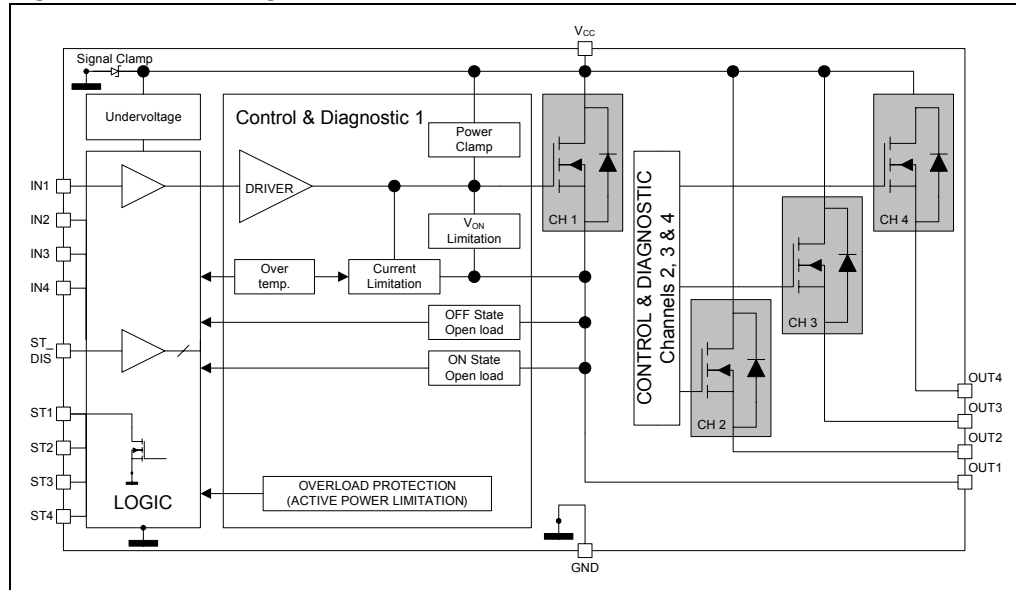 Vcc
Signal Clamp
Undervoltage
Control & Diagnostic 1
Power
Clamp
IN1
DRIVER
IN2
IN3
IN4
VON
Limitation
CH 1
Over
temp.
Current
Limitation
OFF State
Open load
ON State
Open load
ST_
DIS
ST1
ST2
ST3
ST4
LOGIC
OVERLOAD PROTECTION
(ACTIVE POWER LIMITATION)
CONTROL & DIAGNOSTIC
Channels 2, 3 & 4
CH 4
CH 3
CH 2
OUT4
OUT3
OUT2
OUT1
GND